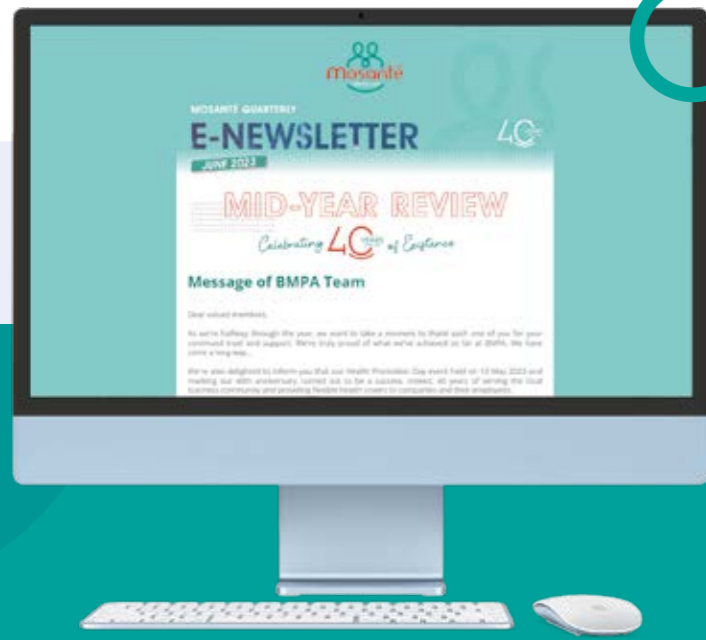 Mosanté
MOSANTÉ QUARTERLY
E-NEWSLETTER
40
JUNE 2023
MID-YEAR REVIEW
Celebrating 40 YEARS of Existence
Message of BMPA Team
Dear valued members,
As we're halfway through the year, we want to take a moment to thank each one of you for your
continued trust and support. We're truly proud of what we've achieved so far at BMPA. We have
come a long way...
We're also delighted to inform you that our Health Promotion Day event held on 13 May 2023 and
marking our 40th anniversary, turned out to be a success. Indeed, 40 years of serving the local
business community and providing flexible health covers to companies and their employees.